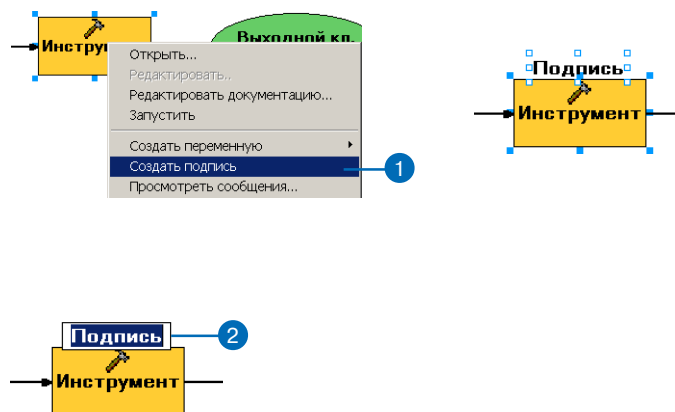 Выходной кл.
Инстру
Открыть...
Редактировать..
Редактировать документацию...
Запустить
Создать переменную
Создать подпись
1
Просмотреть сообщения...
Подпись
Инструмент
Подпись
2
Инструмент